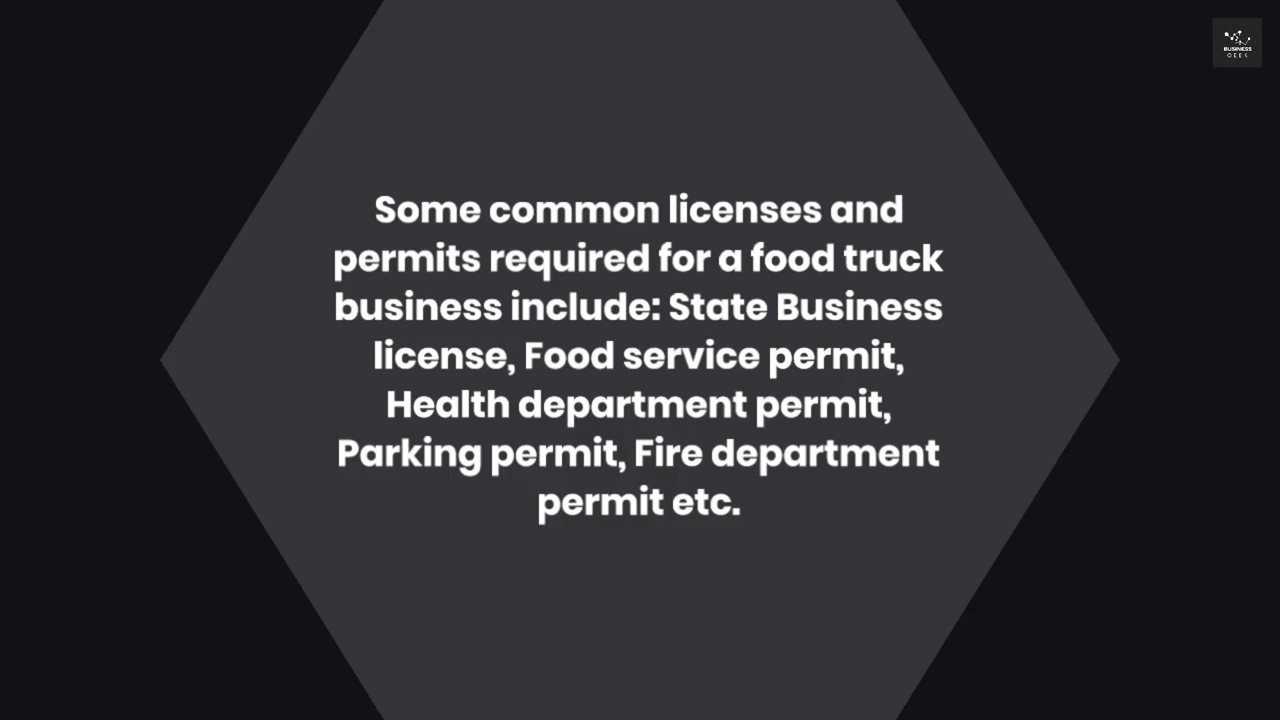 BUSINESS
GEEK
Some common licenses and
permits required for a food truck
business include: State Business
license, Food service permit,
Health department permit,
Parking permit, Fire department
permit etc.